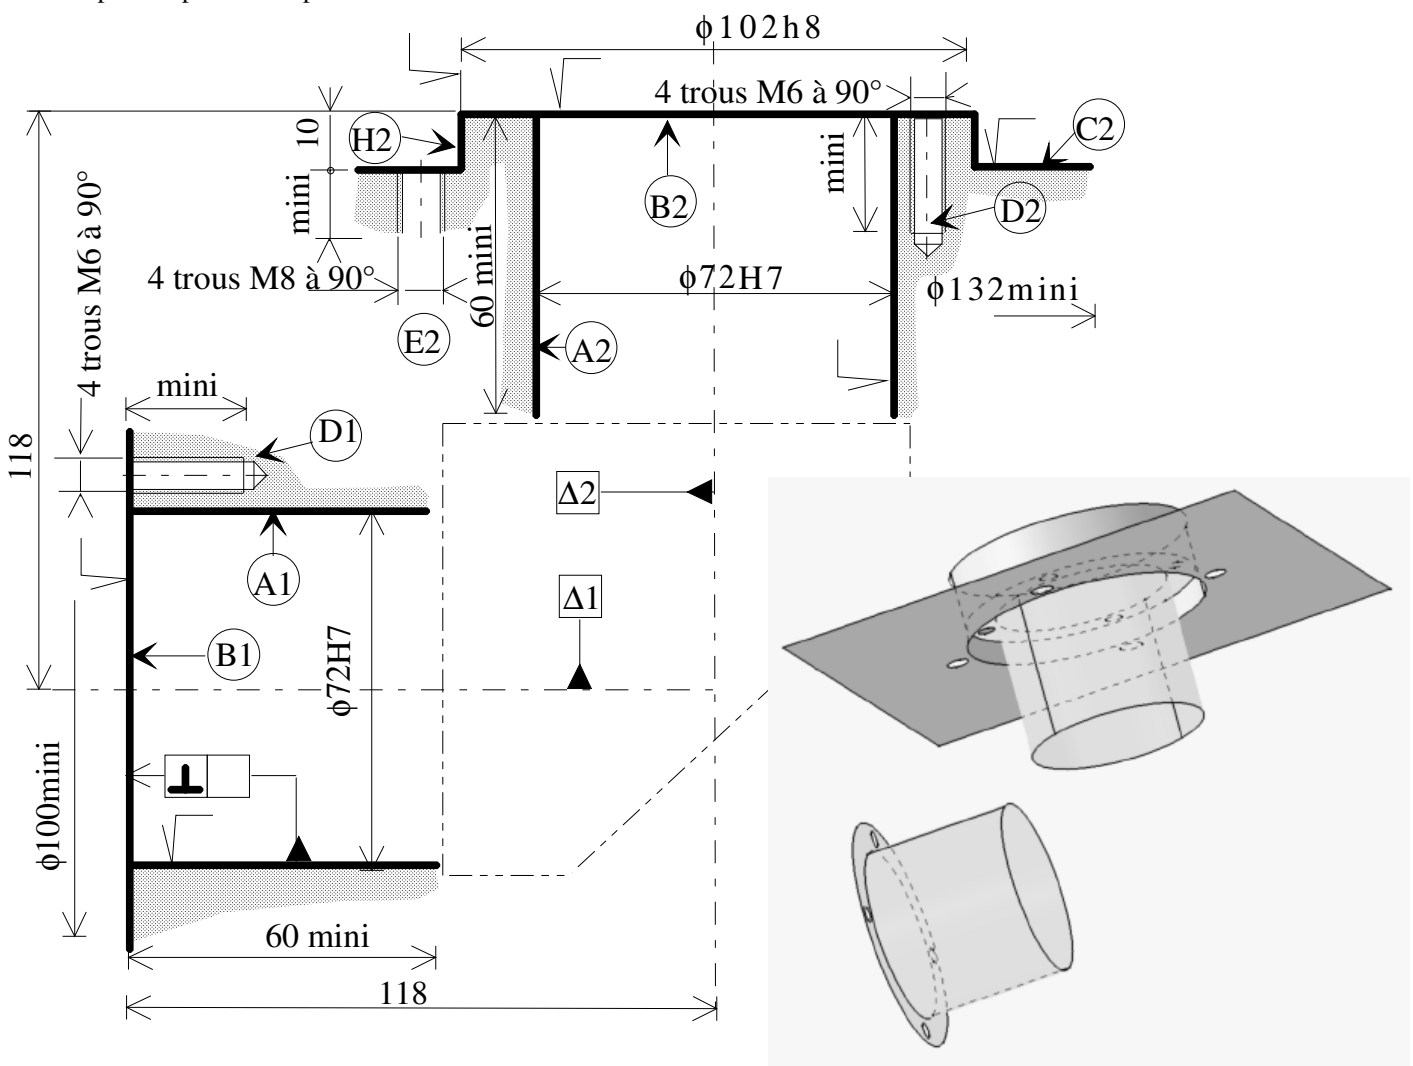 ϕ102h8
4 trous M6 à 90°
10
H2
C2
mini
mini
B2
D2
4 trous M6 à 90°
4 trous M8 à 90°
60 mini
ϕ72H7
ϕ132mini
E2
A2
mini
D1
118
Δ2
A1
Δ1
B1
ϕ72H7
ϕ100mini
60 mini
118